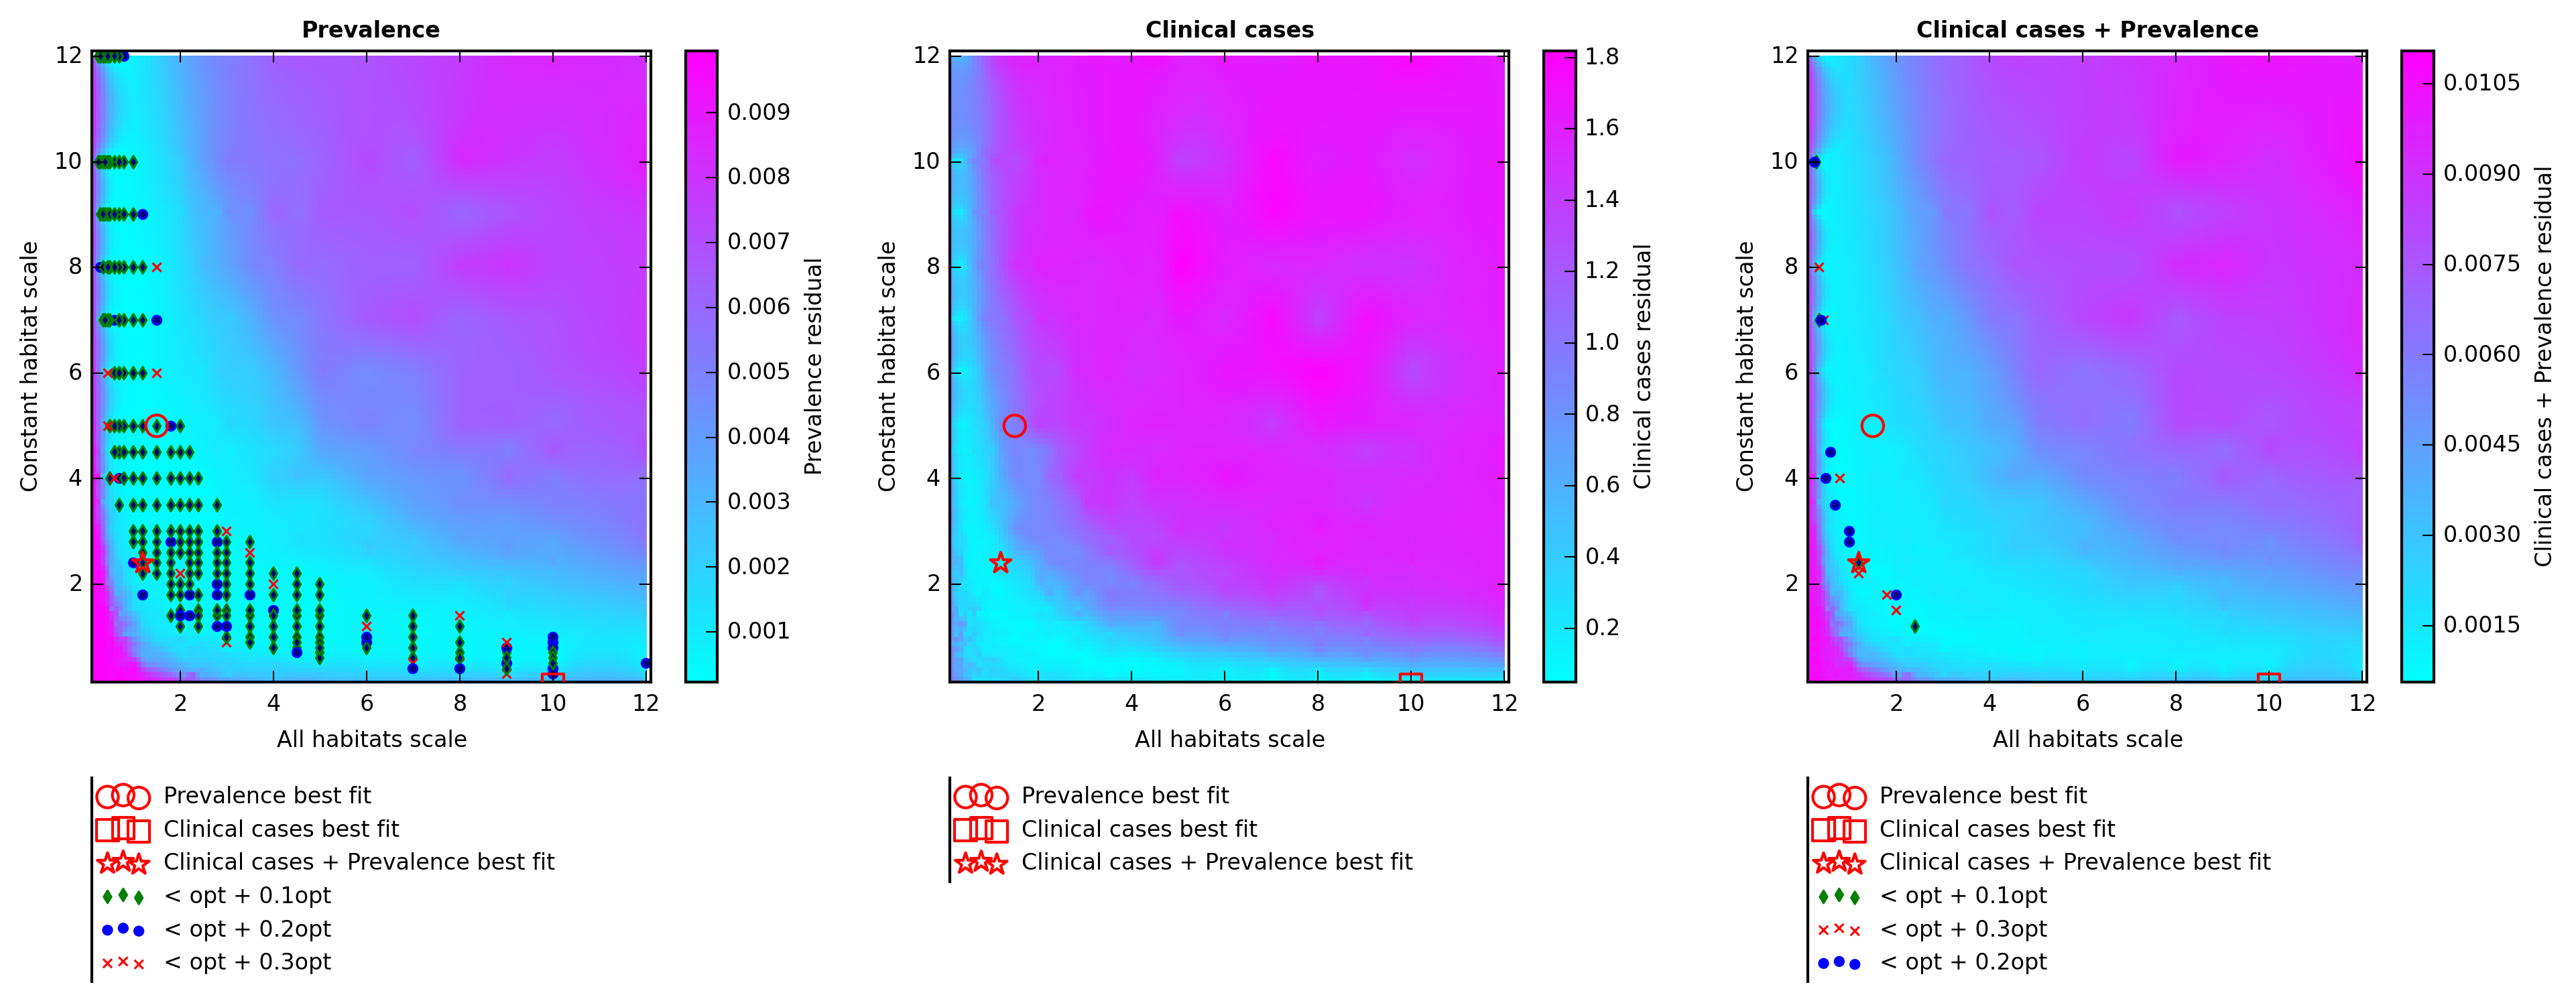 Prevalence
12
10
8
6
4
2
Constant habitat scale
2 4 6 8 10 12
All habitats scale
0.009
0.008
0.007
0.006
0.005
0.004
0.003
0.002
0.001
Prevalence residual
Prevalence best fit
Clinical cases best fit
Clinical cases + Prevalence best fit
< opt + 0.1opt
< opt + 0.2opt
< opt + 0.3opt
Clinical cases
12
10
8
6
4
2
Constant habitat scale
2 4 6 8 10 12
All habitats scale
1.8
1.6
1.4
1.2
1.0
0.8
0.6
0.4
0.2
Clinical cases residual
Prevalence best fit
Clinical cases best fit
Clinical cases + Prevalence best fit
Clinical cases + Prevalence
12
10
8
6
4
2
Constant habitat scale
2 4 6 8 10 12
All habitats scale
0.0105
0.0090
0.0075
0.0060
0.0045
0.0030
0.0015
Clinical cases + Prevalence residual
Prevalence best fit
Clinical cases best fit
Clinical cases + Prevalence best fit
< opt + 0.1opt
< opt + 0.3opt
< opt + 0.2opt